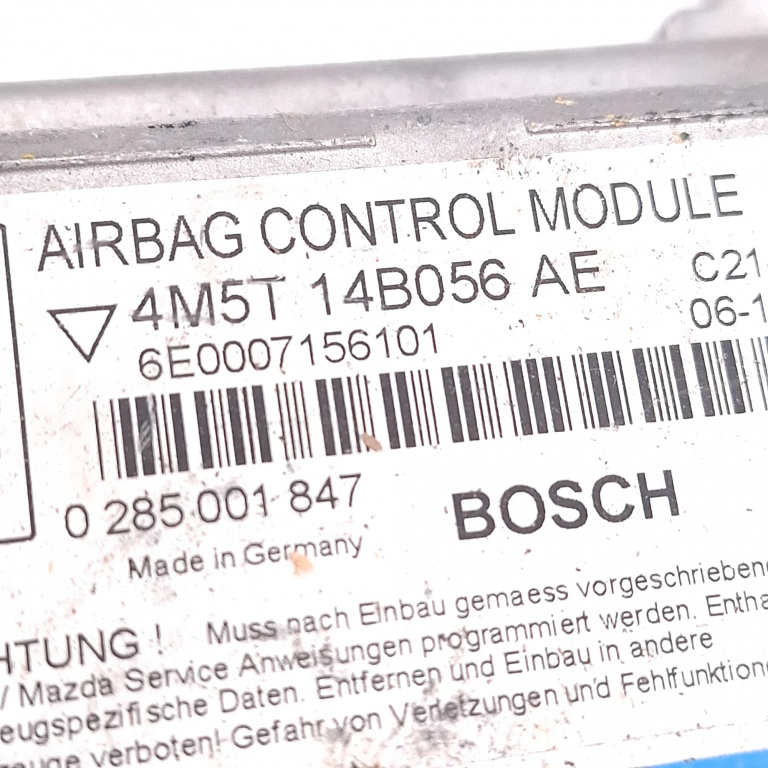 AIRBAG CONTROL MODULE
4M5T 14B056 AE C21
6E0007156101 06-1
0 285 001 847 BOSCH
Made in Germany
HTUNG ! Muss nach Einbau gemaess vorgeschriebene
/ Mazda Service Anweisungen programmiert werden. Entha
eugspezifische Daten. Entfernen und Einbau in andere
euge verboten! Gefahr von Verletzungen und Fehlfunktione